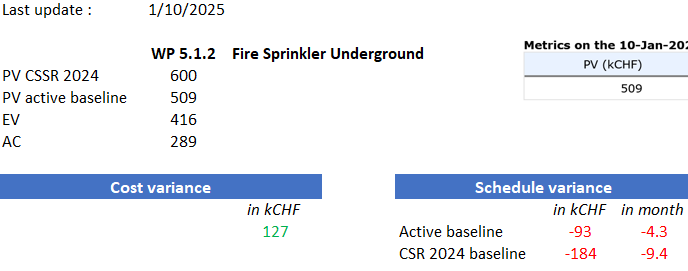 Last update : 1/10/2025
WP 5.1.2 Fire Sprinkler Underground
Metrics on the 10-Jan-202
PV (kCHF)
509
PV CSSR 2024 600
PV active baseline 509
EV 416
AC 289
Cost variance
in kCHF
127
Schedule variance
in kCHF in month
Active baseline -93 -4.3
CSR 2024 baseline -184 -9.4